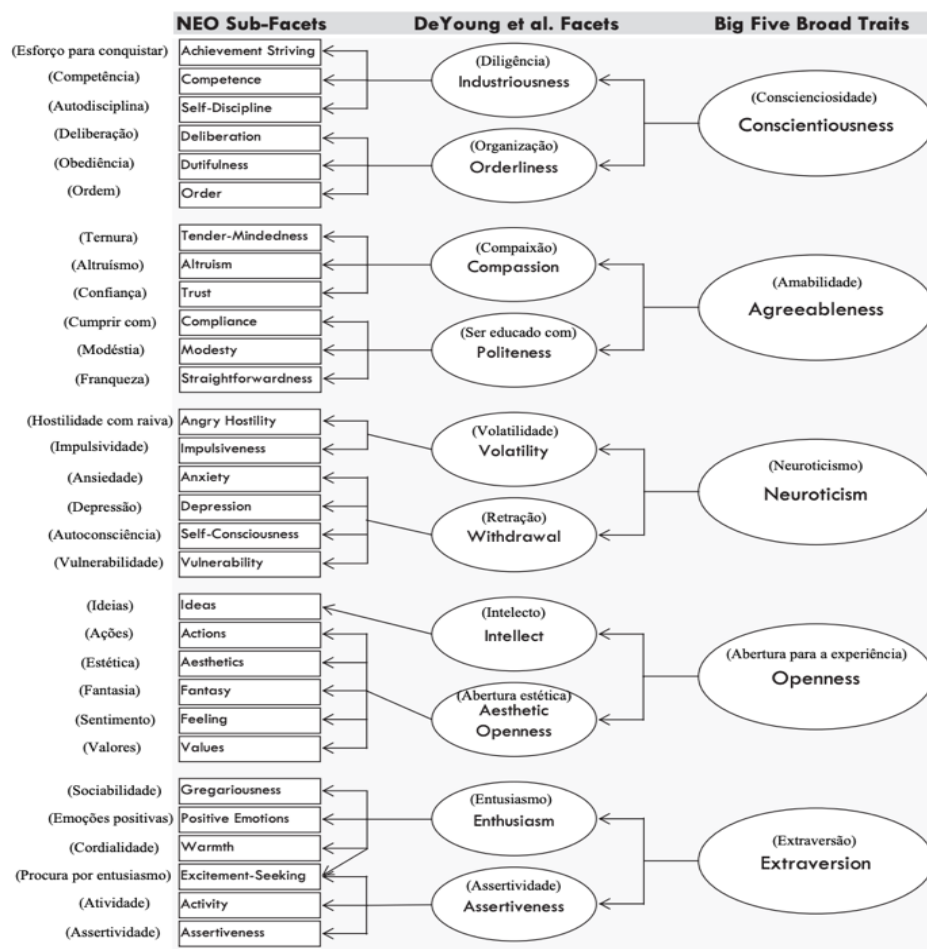 NEO Sub-Facets DeYoung et al. Facets Big Five Broad Traits
(Esforço para conquistar) Achievement Striving
(Competência) Competence
(Autodisciplina) Self-Discipline
(Deliberação) Deliberation
(Obediência) Dutifulness
(Ordem) Order
(Diligência)
Industriousness
(Organização)
Orderliness
(Conscienciosidade)
Conscientiousness
(Ternura) Tender-Mindedness
(Altruísmo) Altruism
(Confiança) Trust
(Cumprir com) Compliance
(Modéstia) Modesty
(Franqueza) Straightforwardness
(Compaixão)
Compassion
(Ser educado com)
Politeness
(Amabilidade)
Agreeableness
(Hostilidade com raiva) Angry Hostility
(Impulsividade) Impulsiveness
(Ansiedade) Anxiety
(Depressão) Depression
(Autoconsciência) Self-Consciousness
(Vulnerabilidade) Vulnerability
(Volatilidade)
Volatility
(Retração)
Withdrawal
(Neuroticismo)
Neuroticism
(Ideias) Ideas
(Ações) Actions
(Estética) Aesthetics
(Fantasia) Fantasy
(Sentimento) Feeling
(Valores) Values
(Intelecto)
Intellect
(Abertura estética)
Aesthetic
Openness
(Abertura para a experiência)
Openness
(Sociabilidade) Gregariousness
(Emoções positivas) Positive Emotions
(Cordialidade) Warmth
(Procura por entusiasmo) Excitement-Seeking
(Atividade) Activity
(Assertividade) Assertiveness
(Entusiasmo)
Enthusiasm
(Assertividade)
Assertiveness
(Extraversão)
Extraversion